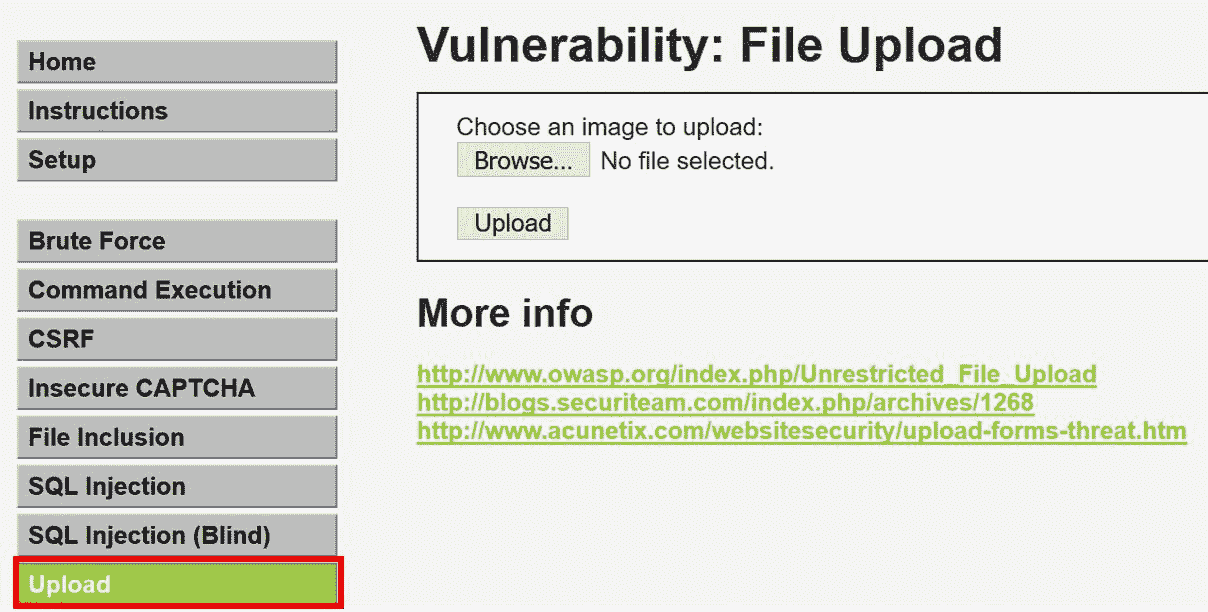 Home
Instructions
Setup
Brute Force
Command Execution
CSRF
Insecure CAPTCHA
File Inclusion
SQL Injection
SQL Injection (Blind)
Upload
Vulnerability: File Upload
Choose an image to upload:
Browse... No file selected.
Upload
More info
http://www.owasp.org/index.php/Unrestricted_File_Upload
http://blogs.securiteam.com/index.php/archives/1268
http://www.acunetix.com/websitesecurity/upload-forms-threat.htm